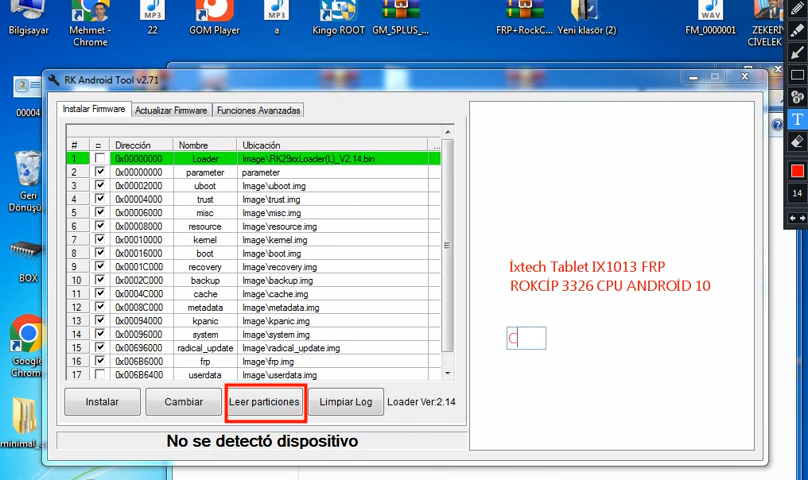 Bilgisayar
Mehmet - Chrome
22
GOM Player
a
Kingo ROOT
GM_5PLUS_...
FRP+RockC...
Yeni klasör (2)
FM_0000001
ZEKERİY CİVELEK
MP3
MP3
WAV
00004
Geri Dönüşü
BOX
Google Chrom
minimal_
RK Android Tool v2.71
Instalar Firmware Actualizar Firmware Funciones Avanzadas
# Dirección Nombre Ubicación ...
1 0x00000000 Loader Image\RK29xxLoader(L)_V2.14.bin
2 0x00000000 parameter parameter
3 0x00002000 uboot Image\uboot.img
4 0x00004000 trust Image\trust.img
5 0x00006000 misc Image\misc.img
6 0x00008000 resource Image\resource.img
7 0x00010000 kernel Image\kernel.img
8 0x00016000 boot Image\boot.img
9 0x0001C000 recovery Image\recovery.img
10 0x0002C000 backup Image\backup.img
11 0x0004C000 cache Image\cache.img
12 0x0008C000 metadata Image\metadata.img
13 0x00094000 kpanic Image\kpanic.img
14 0x00096000 system Image\system.img
15 0x00696000 radical_update Image\radical_update.img
16 0x006B6000 frp Image\frp.img
17 0x006B6400 userdata Image\userdata.img
Instalar Cambiar Leer particiones Limpiar Log Loader Ver:2.14
No se detectó dispositivo
İxtech Tablet IX1013 FRP
ROKCİP 3326 CPU ANDROİD 10
C
T
14